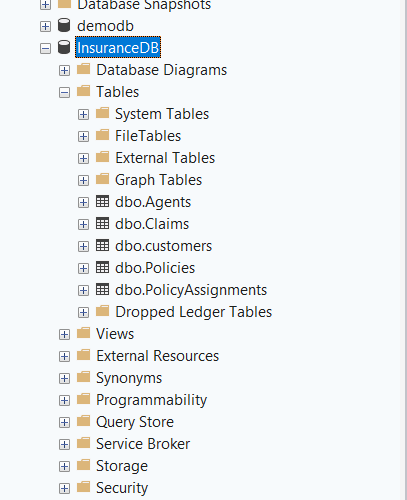 Database Snapshots
demodb
InsuranceDB
Database Diagrams
Tables
System Tables
FileTables
External Tables
Graph Tables
dbo.Agents
dbo.Claims
dbo.customers
dbo.Policies
dbo.PolicyAssignments
Dropped Ledger Tables
Views
External Resources
Synonyms
Programmability
Query Store
Service Broker
Storage
Security